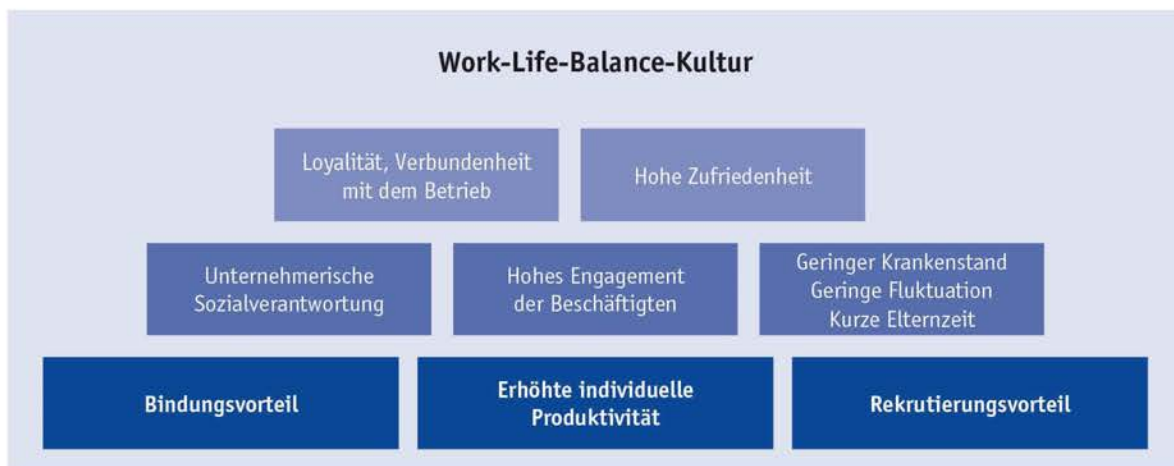 Work-Life-Balance-Kultur
Loyalität, Verbundenheit
mit dem Betrieb
Hohe Zufriedenheit
Unternehmerische
Sozialverantwortung
Hohes Engagement
der Beschäftigten
Geringer Krankenstand
Geringe Fluktuation
Kurze Elternzeit
Bindungsvorteil
Erhöhte individuelle
Produktivität
Rekrutierungsvorteil